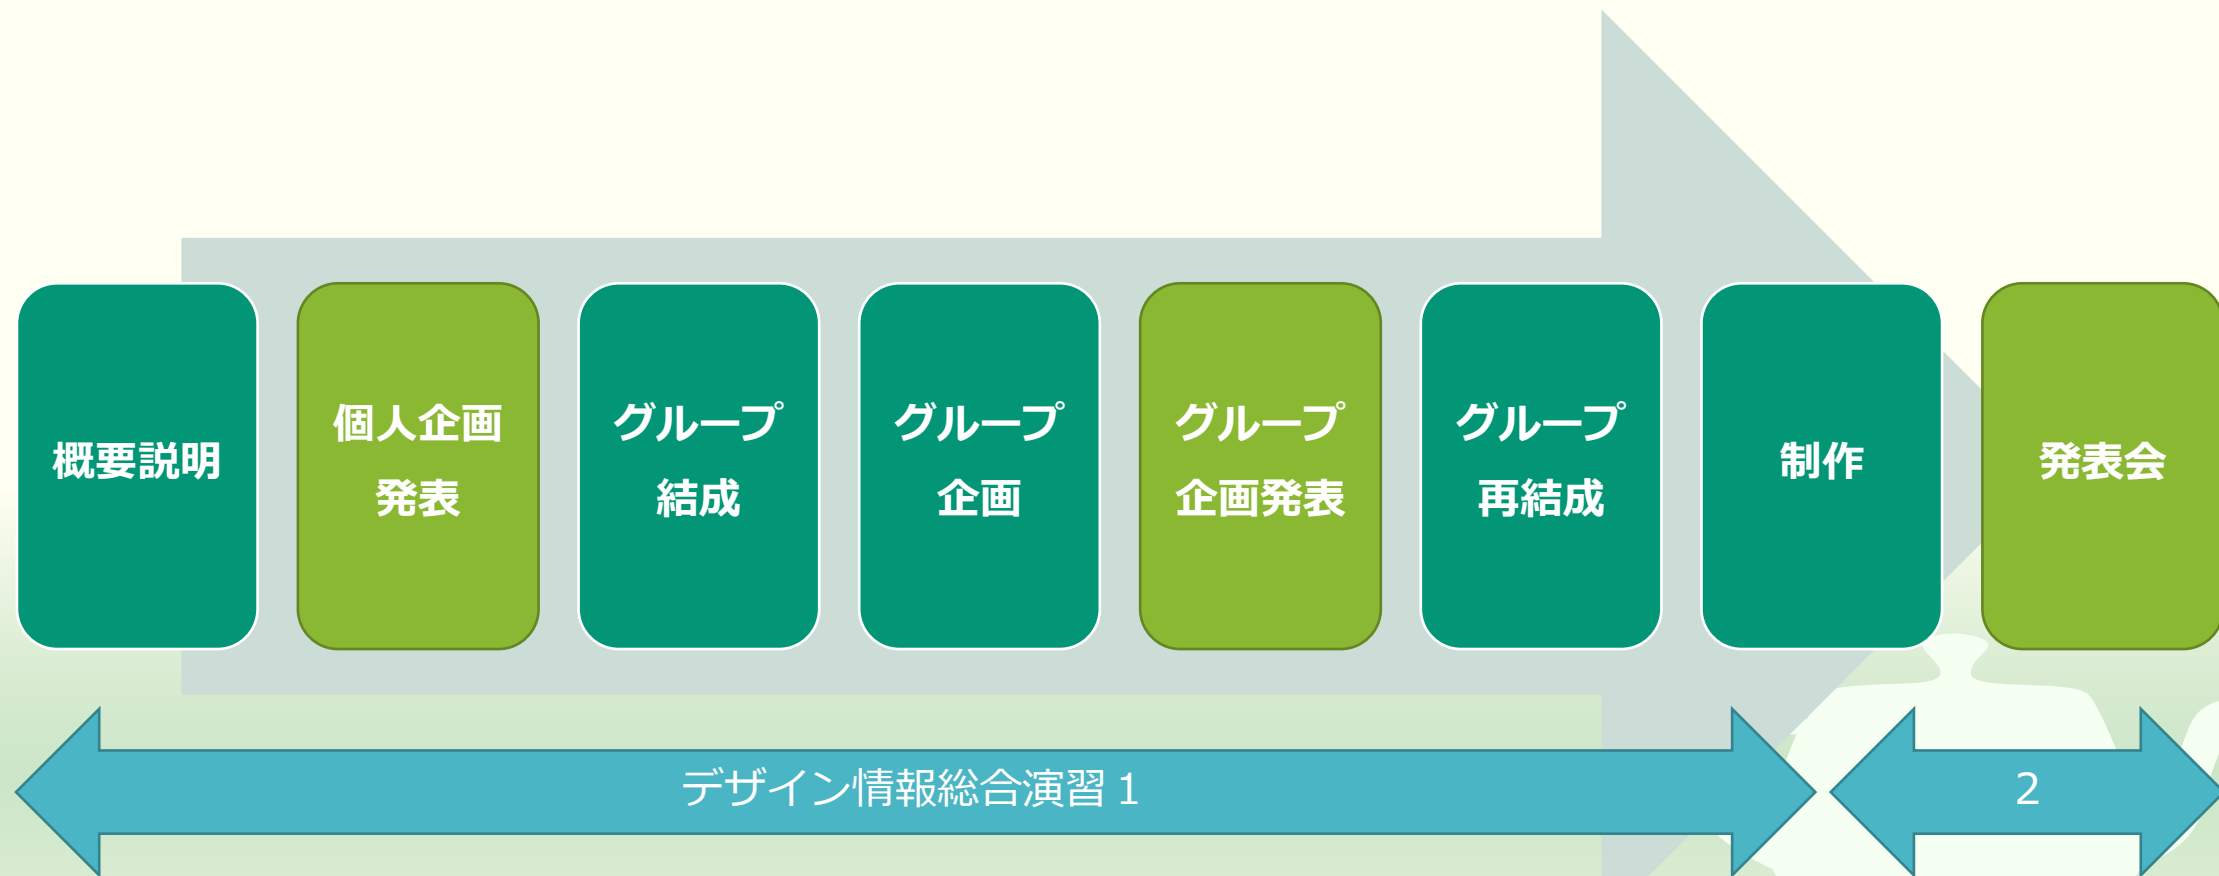 概要説明
個人企画
発表
グループ
結成
グループ
企画
グループ
企画発表
グループ
再結成
制作
発表会
デザイン情報総合演習１
2